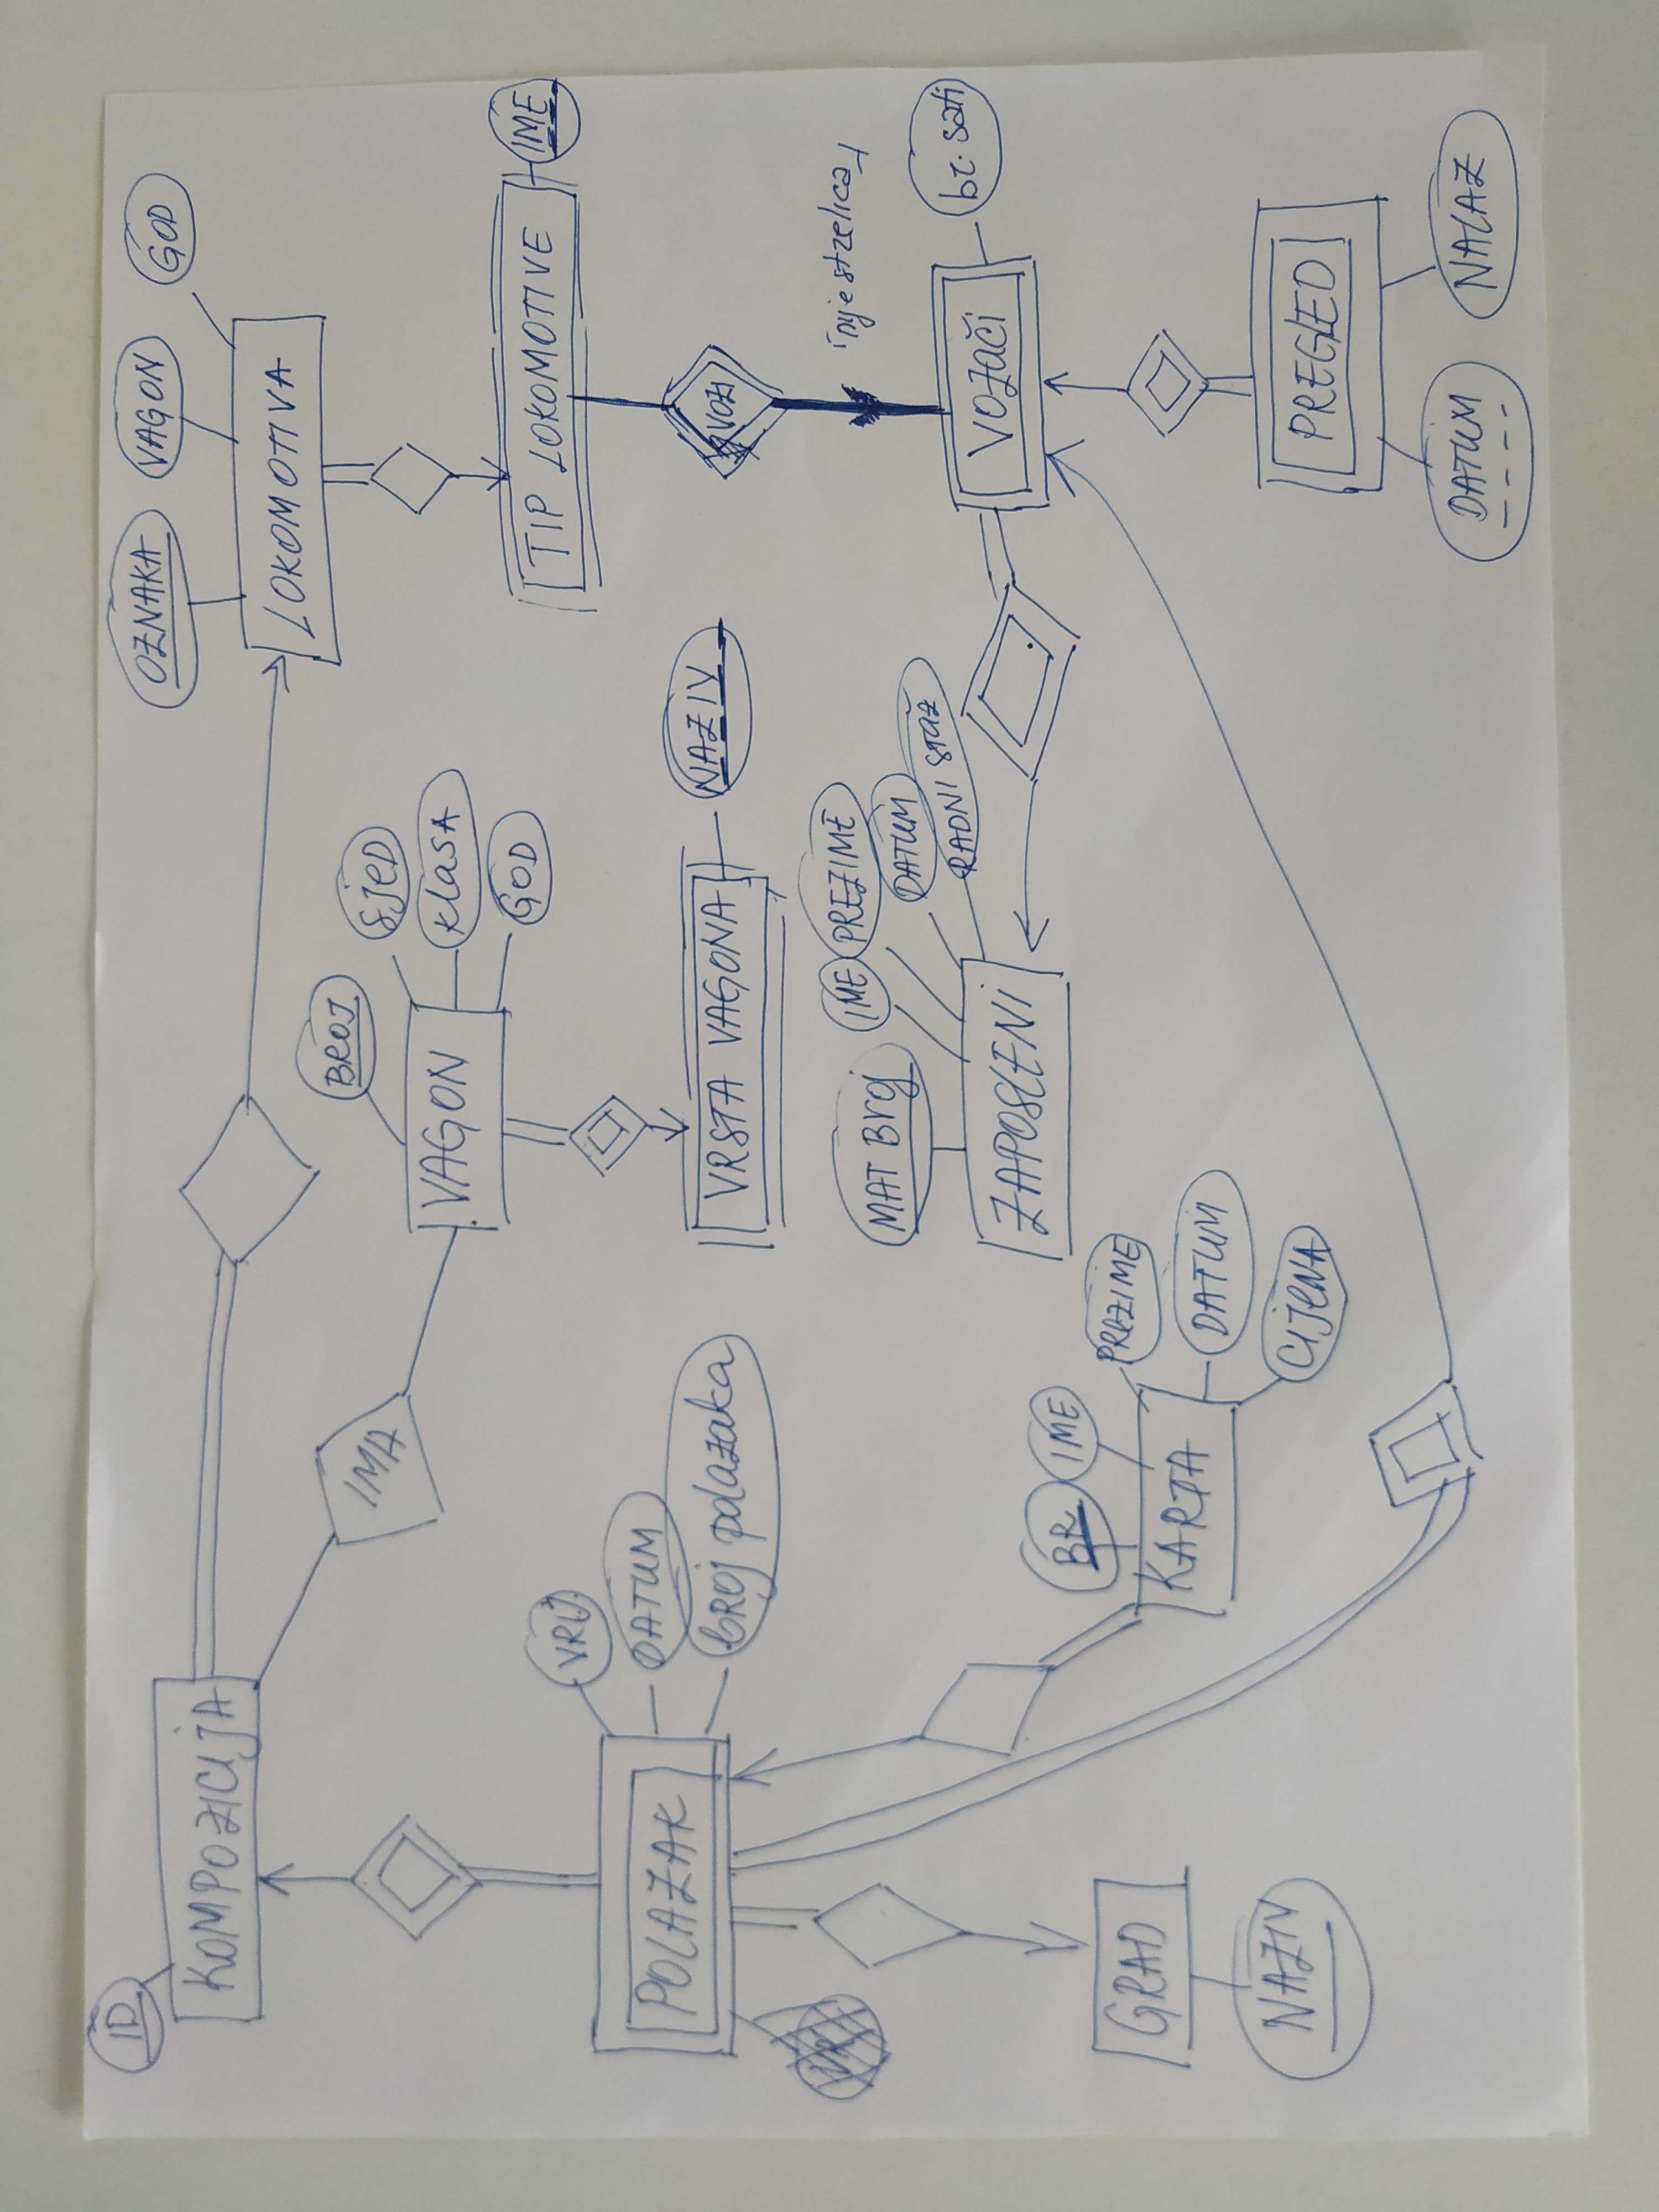 ID
KOMPOZICIJA
OZNAKA
VAGON
GOD
LOKOMOTIVA
IMA
BROJ
SJED
KLASA
GOD
VAGON
TIP LOKOMOTIVE
IME
VRIJ.
DATUM
BROJ polazaka
POLAZAK
VRSTA VAGONA
NAZIV
VOZI
nije strelica
MAT Broj
IME
PREZIME
DATUM
RADNI STAŽ
ZAPOSLENI
VOZAči
br. sati
BR
IME
PREZIME
DATUM
CIJENA
KARTA
GRAD
NAZIV
PREGLED
DATUM
NALAZ